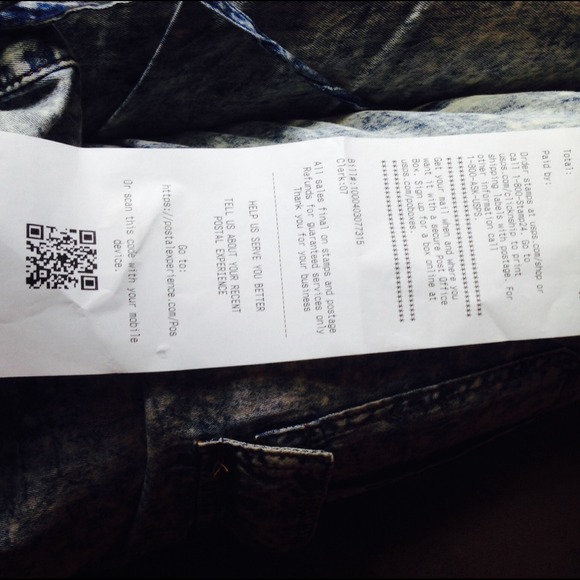 Total:
Paid by:
Order stamps at usps.com/shop or
call 1-800-Stamp24. Go to
usps.com/clicknship to print
shipping labels with postage. For
other information call
1-800-ASK-USPS.
****************************************
****************************************
Get your mail when and where you
want it with a secure Post Office
Box. Sign up for a box online at
usps.com/poboxes.
****************************************
****************************************
Bill#:1000403077315
Clerk:07
All sales final on stamps and postage
Refunds for guaranteed services only
Thank you for your business
HELP US SERVE YOU BETTER
TELL US ABOUT YOUR RECENT
POSTAL EXPERIENCE
Go to:
https://postalexperience.com/Pos
Or scan this code with your mobile
device.